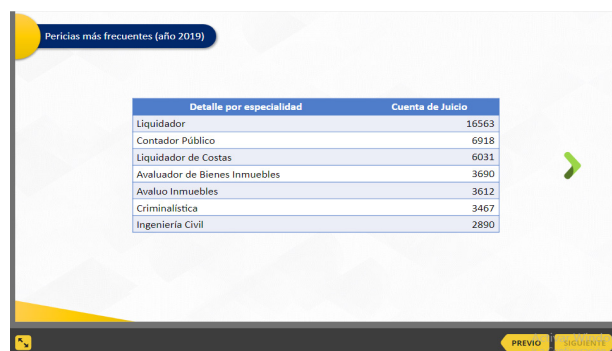 Pericias más frecuentes (año 2019)
Detalle por especialidad Cuenta de Juicio
Liquidador 16563
Contador Público 6918
Liquidador de Costas 6031
Avaluador de Bienes Inmuebles 3690
Avaluo Inmuebles 3612
Criminalística 3467
Ingeniería Civil 2890
PREVIO SIGUIENTE